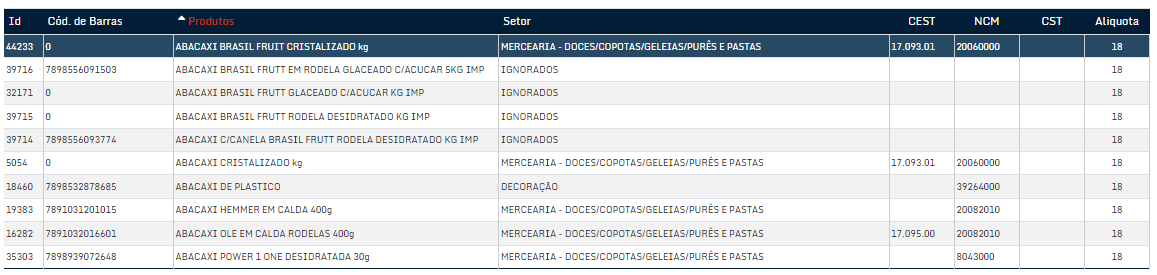 Id Cód. de Barras Produtos Setor CEST NCM CST Aliquota
44233 0 ABACAXI BRASIL FRUIT CRISTALIZADO kg MERCEARIA - DOCES/COPOTAS/GELEIAS/PURÊS E PASTAS 17.093.01 20060000 18
39716 7898556091503 ABACAXI BRASIL FRUTT EM RODELA GLACEADO C/ACUCAR 5KG IMP IGNORADOS 18
32171 0 ABACAXI BRASIL FRUTT GLACEADO C/ACUCAR KG IMP IGNORADOS 18
39715 0 ABACAXI BRASIL FRUTT RODELA DESIDRATADO KG IMP IGNORADOS 18
39714 7898556093774 ABACAXI C/CANELA BRASIL FRUTT RODELA DESIDRATADO KG IMP IGNORADOS 18
5054 0 ABACAXI CRISTALIZADO kg MERCEARIA - DOCES/COPOTAS/GELEIAS/PURÊS E PASTAS 17.093.01 20060000 18
18460 7898532878685 ABACAXI DE PLASTICO DECORAÇÃO 39264000 18
19383 7891031201015 ABACAXI HEMMER EM CALDA 400g MERCEARIA - DOCES/COPOTAS/GELEIAS/PURÊS E PASTAS 20082010 18
16282 7891032016601 ABACAXI OLE EM CALDA RODELAS 400g MERCEARIA - DOCES/COPOTAS/GELEIAS/PURÊS E PASTAS 17.095.00 20082010 18
35303 7898939072648 ABACAXI POWER 1 ONE DESIDRATADA 30g MERCEARIA - DOCES/COPOTAS/GELEIAS/PURÊS E PASTAS 8043000 18